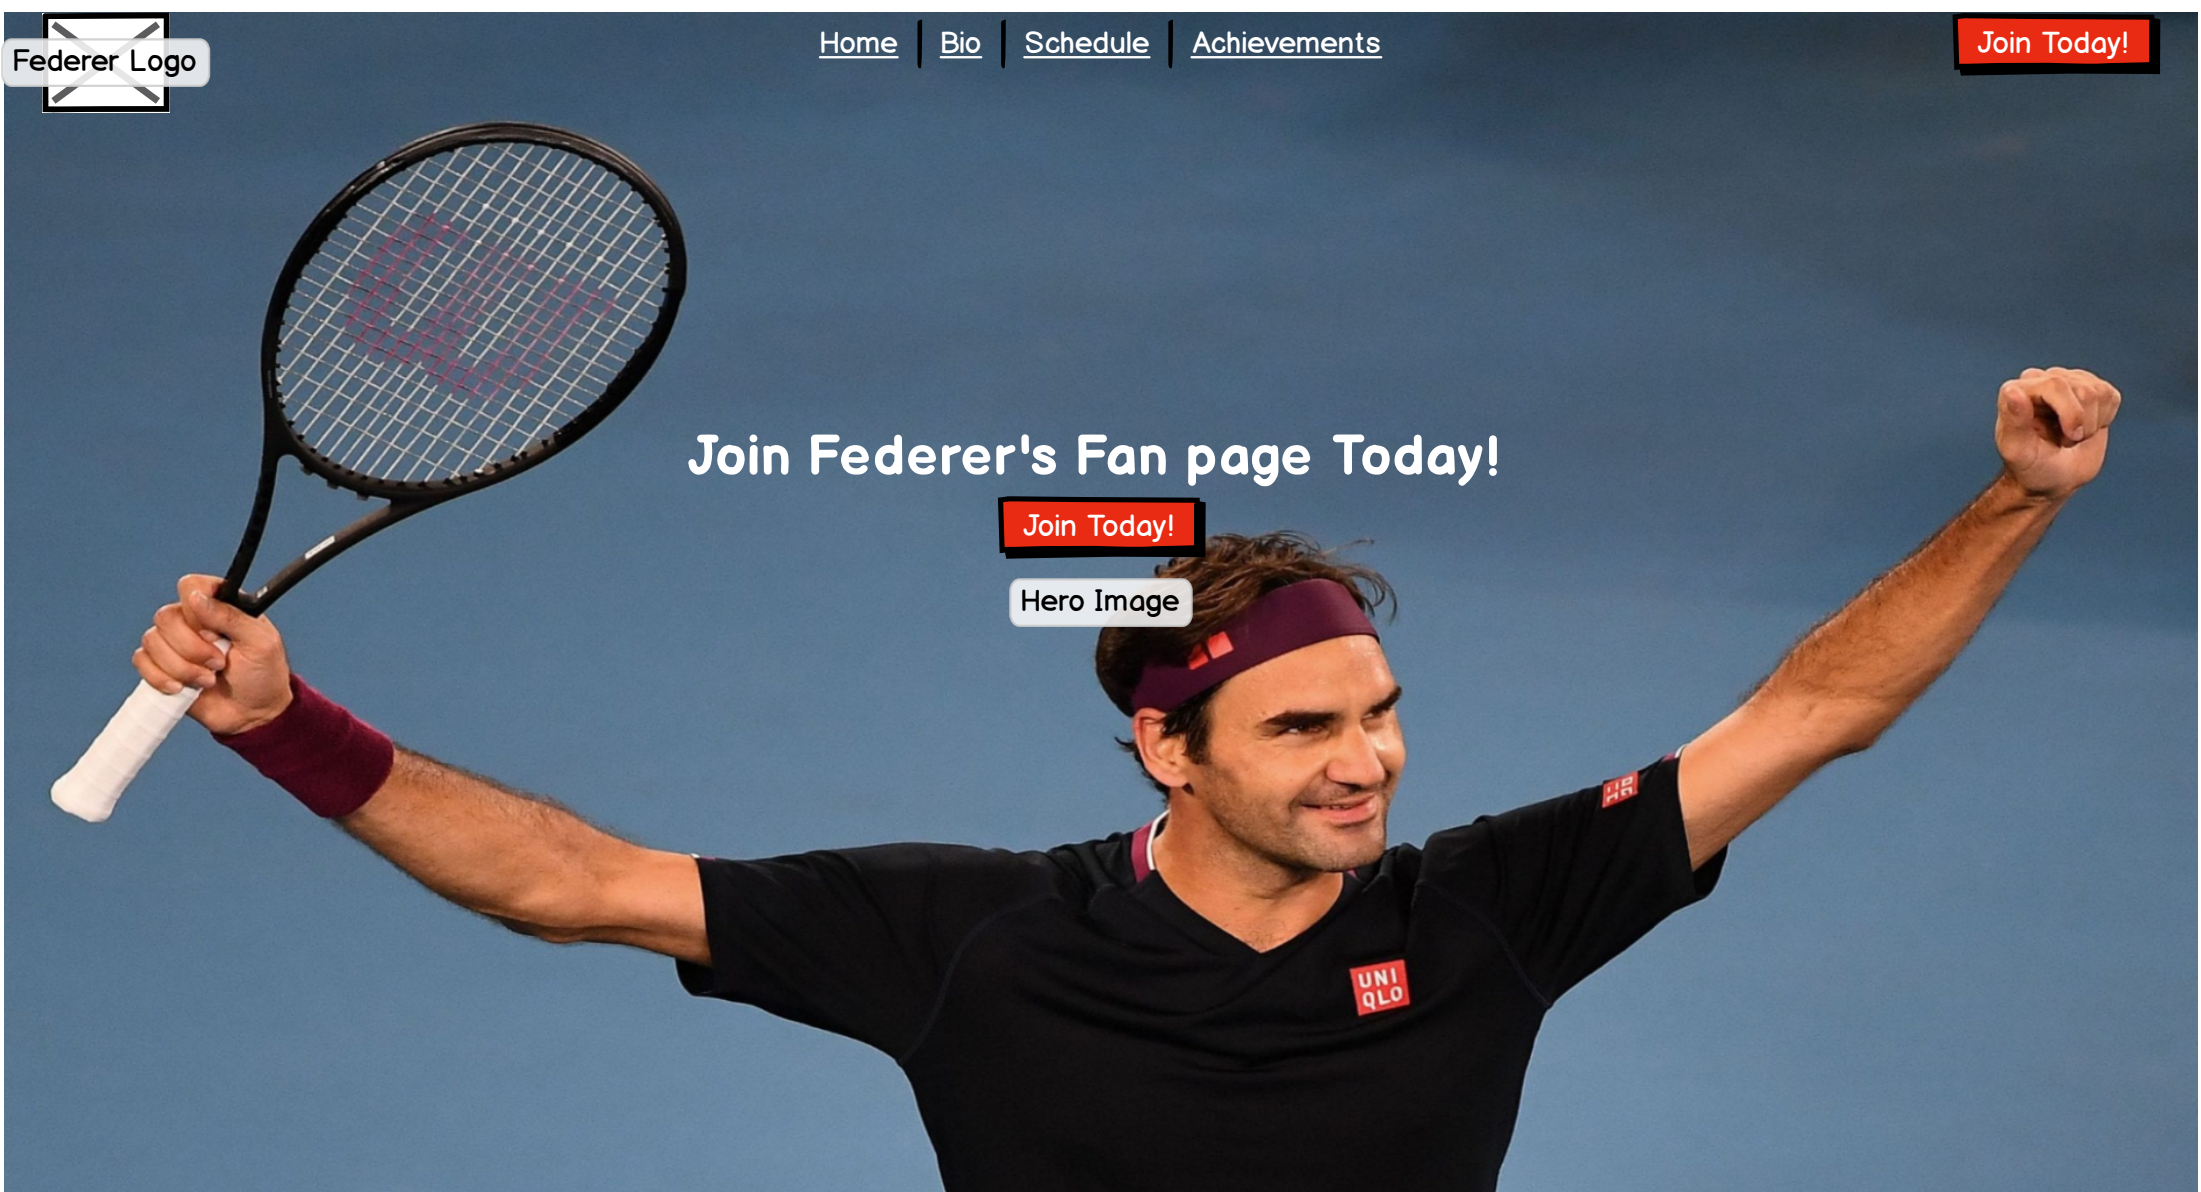 Federer Logo
Home
Bio
Schedule
Achievements
Join Today!
Join Federer's Fan page Today!
Join Today!
Hero Image
UNI
QLO